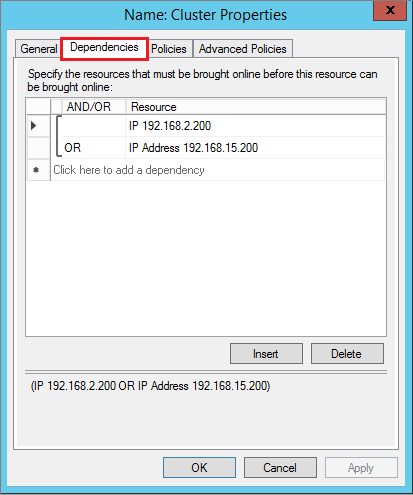 Name: Cluster Properties
x
General Dependencies Policies Advanced Policies
Specify the resources that must be brought online before this resource can
be brought online:
AND/OR Resource
IP 192.168.2.200
OR IP Address 192.168.15.200
Click here to add a dependency
Insert Delete
(IP 192.168.2.200 OR IP Address 192.168.15.200)
OK Cancel Apply